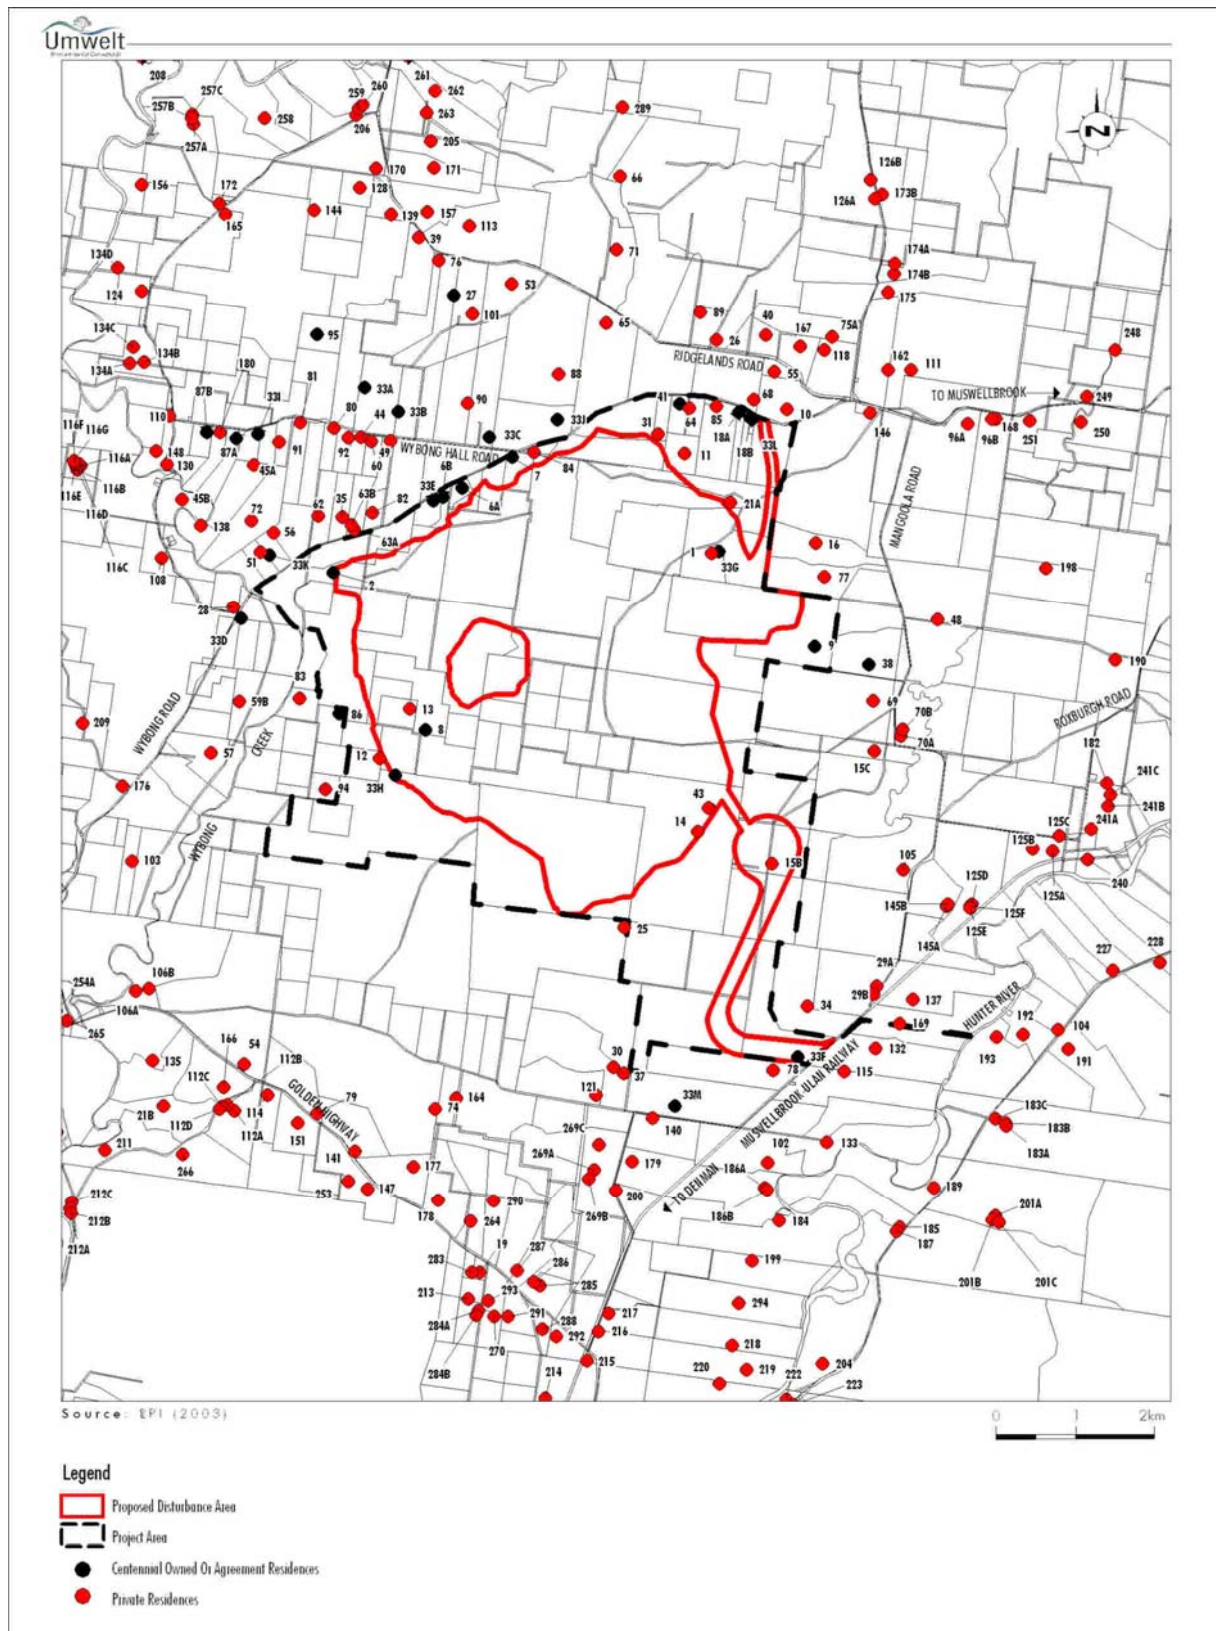 Umwelt
208
261
260
262
259
257C
257B
263
289
258
206
257A
205
126B
170
171
66
156
172
128
173B
126A
165
144
139
157
113
39
174A
71
134D
76
174B
53
27
124
175
101
89
40
167
75A
65
134C
95
26
248
118
134B
RIDGELANDS ROAD
134A
180
162
111
88
55
33A
TO MUSWELLBROOK
249
87B
33I
81
90
41
68
80
44
33B
33J
85
10
64
110
31
18A
146
168
116F
96A
96B
251
250
116G
33C
18B
33L
87A
91
92
49
WYBONG HALL ROAD
148
60
11
116A
6B
84
7
130
45A
MANGOOLA ROAD
116B
33E
116E
35
63B
82
6A
45B
21A
62
116D
72
138
56
16
63A
1
116C
51
33K
33G
198
108
2
77
28
48
33D
9
38
190
83
ROXBURGH ROAD
59B
69
86
13
70B
209
WYBONG ROAD
8
70A
182
CREEK
57
12
15C
241C
176
33H
94
43
241B
14
125C
241A
WYBONG
125B
103
15B
105
125D
240
125A
145B
125F
25
125E
145A
228
227
106B
254A
29A
106A
29B
137
34
HUNTER RIVER
265
192
104
166
169
54
112B
135
30
33F
132
193
191
112C
37
78
MUSWELLBROOK-ULAN RAILWAY
115
GOLDEN HIGHWAY
79
121
164
33M
21B
114
74
183C
112D
140
183B
112A
151
269C
102
133
211
141
183A
269A
179
266
177
186A
TO DENMAN
253
147
189
212C
290
200
201A
178
212B
186B
264
269B
184
185
187
212A
19
287
283
286
199
201B
201C
293
285
213
294
291
288
217
284A
216
292
270
218
215
204
284B
220
219
222
214
223
Source: EPI (2003)
0 1 2km
Legend
Proposed Disturbance Area
Project Area
Centennial Owned Or Agreement Residences
Private Residences